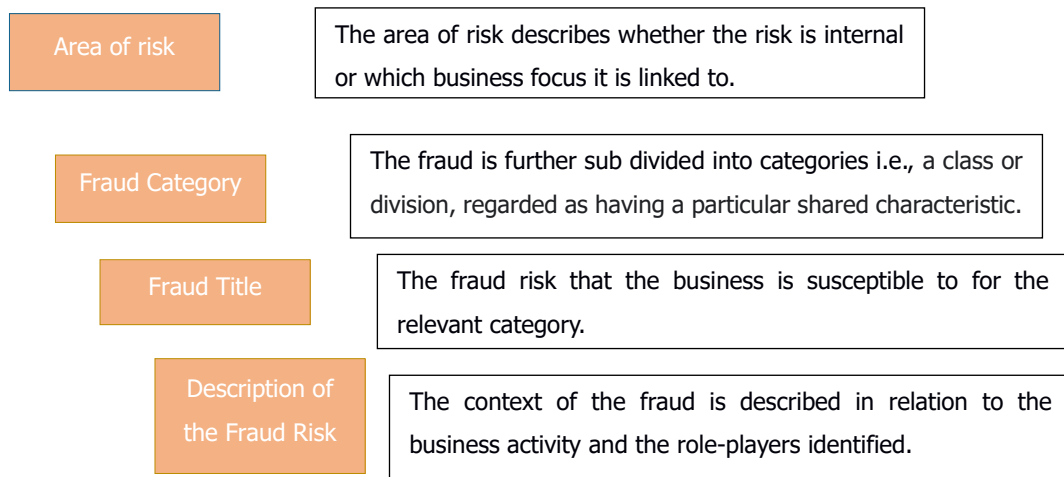 Area of risk
The area of risk describes whether the risk is internal
or which business focus it is linked to.
Fraud Category
The fraud is further sub divided into categories i.e., a class or
division, regarded as having a particular shared characteristic.
Fraud Title
The fraud risk that the business is susceptible to for the
relevant category.
Description of
the Fraud Risk
The context of the fraud is described in relation to the
business activity and the role-players identified.